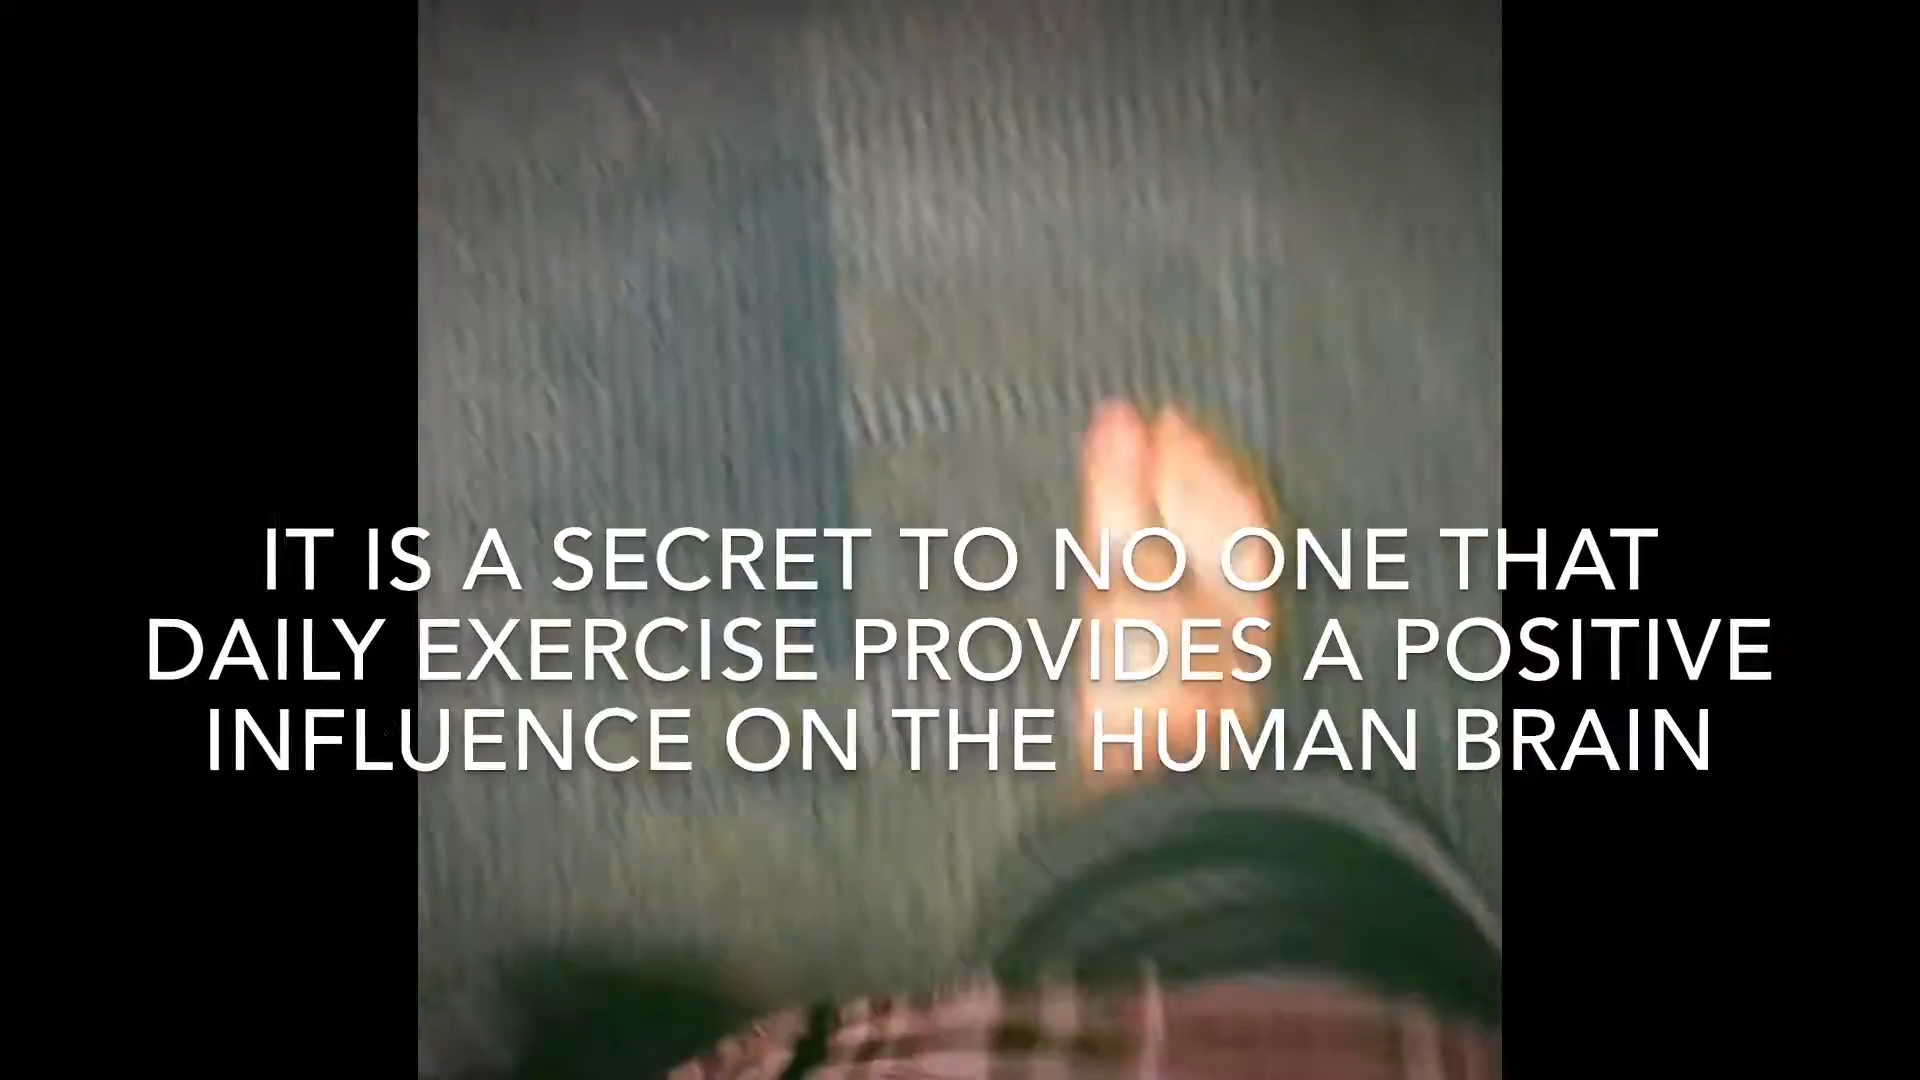 IT IS A SECRET TO NO ONE THAT
DAILY EXERCISE PROVIDES A POSITIVE
INFLUENCE ON THE HUMAN BRAIN